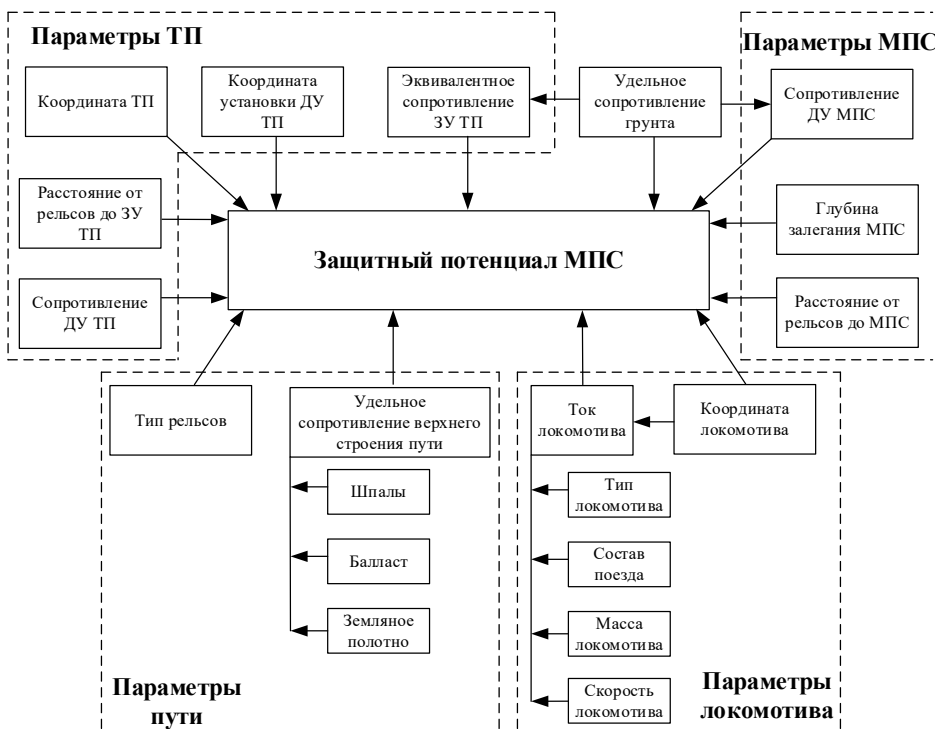 Параметры ТП
Параметры МПС
Координата ТП
Координата
установки ДУ
ТП
Эквивалентное
сопротивление
ЗУ ТП
Удельное
сопротивление
грунта
Сопротивление
ДУ МПС
Расстояние от
рельсов до ЗУ
ТП
Защитный потенциал МПС
Глубина
залегания МПС
Сопротивление
ДУ ТП
Расстояние от
рельсов до МПС
Тип рельсов
Удельное
сопротивление верхнего
строения пути
Ток
локомотива
Координата
локомотива
Шпалы
Балласт
Земляное
полотно
Тип
локомотива
Состав
поезда
Масса
локомотива
Скорость
локомотива
Параметры
пути
Параметры
локомотива